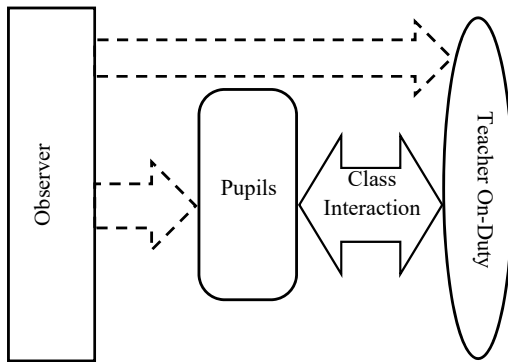 Observer
Pupils
Class
Interaction
Teacher On-Duty